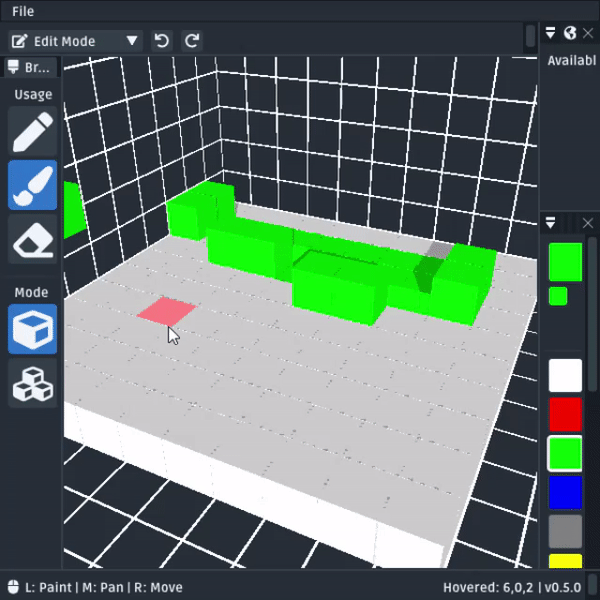 File
Edit Mode
Br...
Usage
Availabl
Mode
L: Paint | M: Pan | R: Move
Hovered: 6,0,2 | v0.5.0